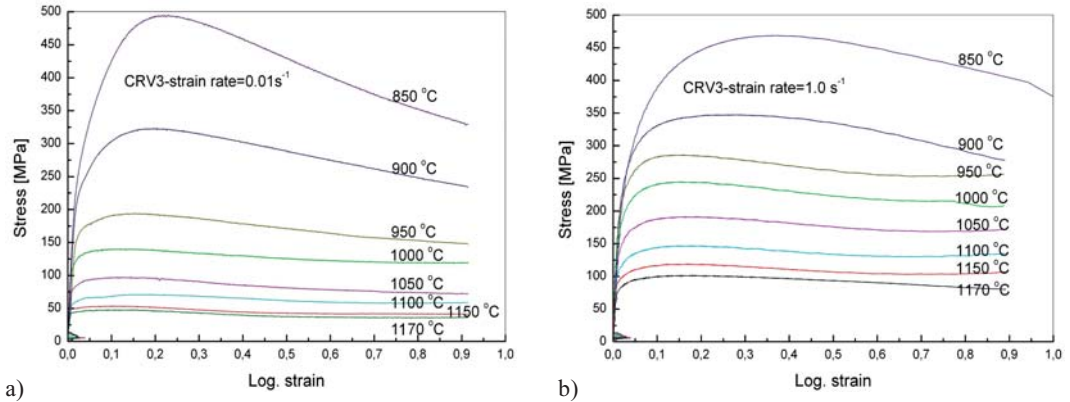 500
450
400
350
300
250
200
150
100
50
0
Stress [MPa]
CRV3-strain rate=0.01s-1
850 °C
900 °C
950 °C
1000 °C
1050 °C
1100 °C
1150 °C
1170 °C
0,0 0,1 0,2 0,3 0,4 0,5 0,6 0,7 0,8 0,9 1,0
Log. strain
a)
500
450
400
350
300
250
200
150
100
50
0
Stress [MPa]
CRV3-strain rate=1.0 s-1
850 °C
900 °C
950 °C
1000 °C
1050 °C
1100 °C
1150 °C
1170 °C
0,0 0,1 0,2 0,3 0,4 0,5 0,6 0,7 0,8 0,9 1,0
Log. strain
b)